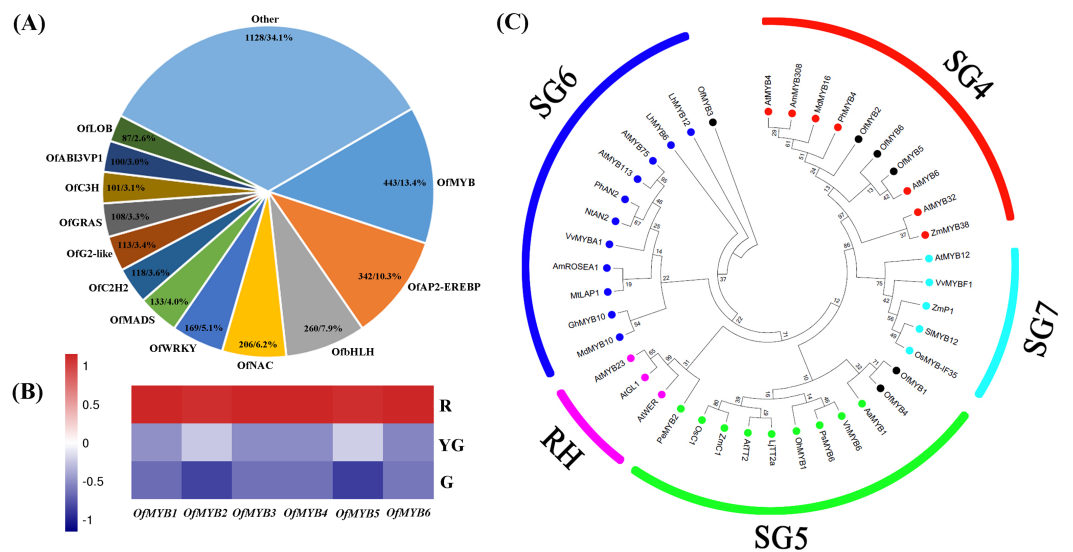 (A)
Other
1128/34.1%
OfMYB
443/13.4%
OfAP2-EREBP
342/10.3%
OfbHLH
260/7.9%
OfNAC
206/6.2%
OfWRKY
169/5.1%
OfMADS
133/4.0%
OfC2H2
118/3.6%
OfG2-like
113/3.4%
OfGRAS
108/3.3%
OfC3H
101/3.1%
OfABI3VP1
100/3.0%
OfLOB
87/2.6%
(B)
1
0.5
0
-0.5
-1
R
YG
G
OfMYB1 OfMYB2 OfMYB3 OfMYB4 OfMYB5 OfMYB6
(C)
SG4
SG7
SG5
RH
SG6
AtMYB4
AmMYB308
MdMYB16
PhMYB4
OfMYB2
OfMYB6
OfMYB5
AtMYB6
AtMYB32
ZmMYB38
AtMYB12
VvMYBF1
ZmP1
SlMYB12
OsMYB-IF35
OfMYB1
OfMYB4
AaMYB1
VhMYB6
PsMYB6
OhMYB1
LjTT2a
AtTT2
ZmC1
OsC1
PeMYB2
AtWER
AtGL1
AtMYB23
MdMYB10
GhMYB10
MtLAP1
AmROSEA1
VvMYBA1
NtAN2
PhAN2
AtMYB113
AtMYB75
LhMYB6
LhMYB12
OfMYB3